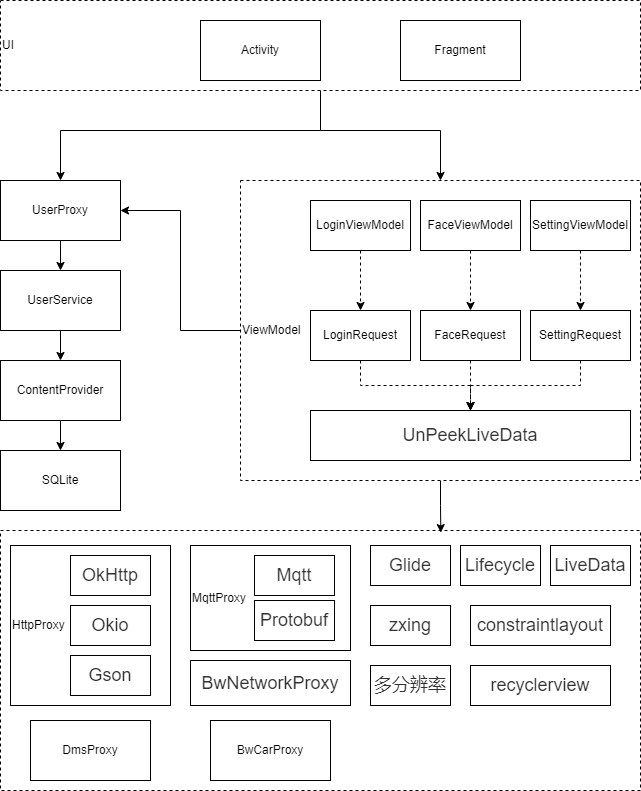 UI
Activity
Fragment
UserProxy
UserService
ContentProvider
SQLite
ViewModel
LoginViewModel
FaceViewModel
SettingViewModel
LoginRequest
FaceRequest
SettingRequest
UnPeekLiveData
HttpProxy
OkHttp
Okio
Gson
MqttProxy
Mqtt
Protobuf
BwNetworkProxy
Glide
Lifecycle
LiveData
zxing
constraintlayout
多分辨率
recyclerview
DmsProxy
BwCarProxy